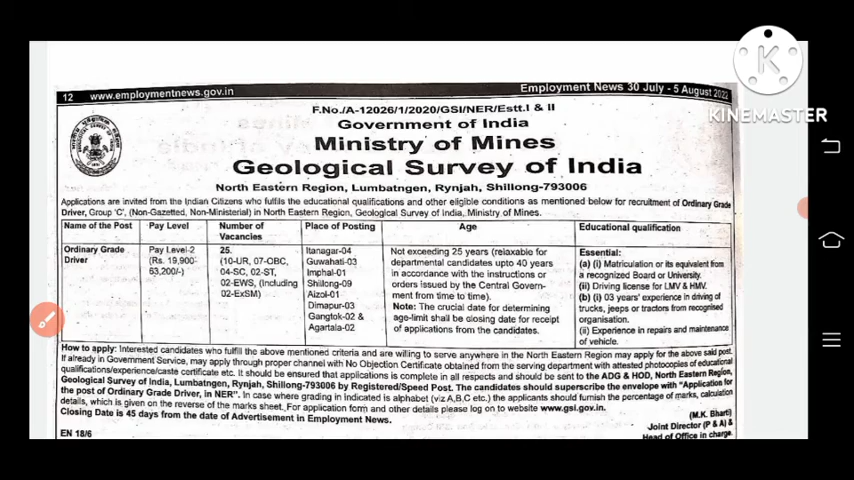 KINEMASTER
12 www.employmentnews.gov.in Employment News 30 July - 5 August 2022
F.No./A-12026/1/2020/GSI/NER/Estt.I & II
Government of India
Ministry of Mines
Geological Survey of India
North Eastern Region, Lumbatngen, Rynjah, Shillong-793006
Applications are invited from the Indian Citizens who fulfils the educational qualifications and other eligible conditions as mentioned below for recruitment of Ordinary Grade
Driver, Group 'C', (Non-Gazetted, Non-Ministerial) in North Eastern Region, Geological Survey of India, Ministry of Mines.
Name of the Post
Ordinary Grade
Driver
Pay Level
Pay Level-2
(Rs. 19,900-
63,200/-)
Number of
Vacancies
25.
(10-UR, 07-OBC,
04-SC, 02-ST,
02-EWS, (Including
02-ExSM)
Place of Posting
Itanagar-04
Guwahati-03
Imphal-01
Shillong-09
Aizol-01
Dimapur-03
Gangtok-02 &
Agartala-02
Age
Not exceeding 25 years (relaxable for
departmental candidates upto 40 years
in accordance with the instructions or
orders issued by the Central Govern-
ment from time to time).
Note: The crucial date for determining
age-limit shall be closing date for receipt
of applications from the candidates.
Educational qualification
Essential:
(a) (i) Matriculation or its equivalent from
a recognized Board or University.
(ii) Driving license for LMV & HMV.
(b) (i) 03 years' experience in driving of
trucks, jeeps or tractors from recognised
organisation.
(ii) Experience in repairs and maintenance
of vehicle.
How to apply: Interested candidates who fulfill the above mentioned criteria and are willing to serve anywhere in the North Eastern Region may apply for the above said post.
If already in Government Service, may apply through proper channel with No Objection Certificate obtained from the serving department with attested photocopies of educational
qualifications/experience/caste certificate etc. It should be ensured that applications is complete in all respects and should be sent to the ADG & HOD, North Eastern Region,
Geological Survey of India, Lumbatngen, Rynjah, Shillong-793006 by Registered/Speed Post. The candidates should superscribe the envelope with "Application for
the post of Ordinary Grade Driver, in NER". In case where grading in indicated is alphabet (viz A,B,C etc.) the applicants should furnish the percentage of marks, calculation
details, which is given on the reverse of the marks sheet. For application form and other details please log on to website www.gsi.gov.in.
Closing Date is 45 days from the date of Advertisement in Employment News.
(M.K. Bharti)
Joint Director (P & A) &
Head of Office in charge.
EN 18/6